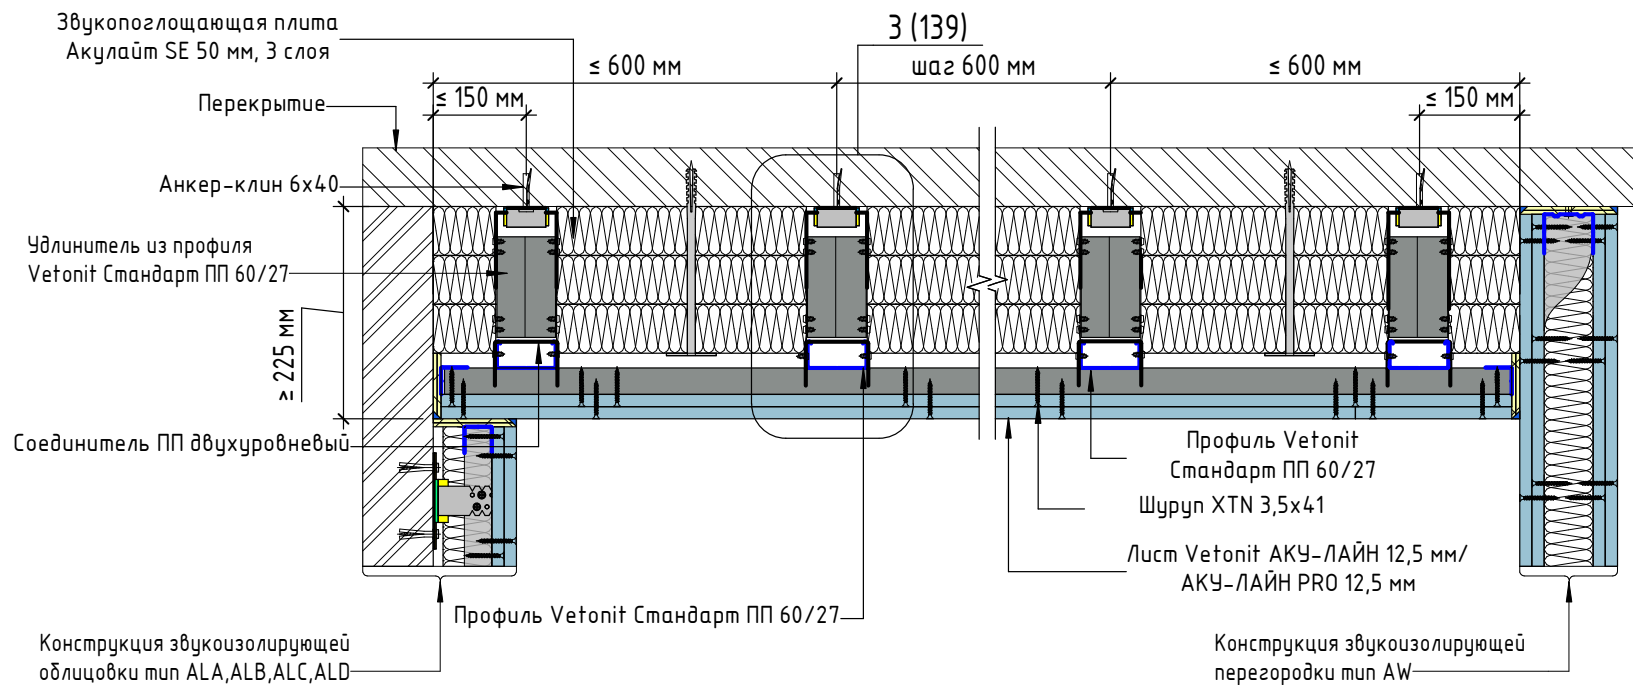 Звукопоглощающая плита
Акулайт SE 50 мм, 3 слоя
3 (139)
≤ 600 мм
шаг 600 мм
≤ 600 мм
≤ 150 мм
≤ 150 мм
Перекрытие
Анкер-клин 6х40
Удлинитель из профиля
Vetonit Стандарт ПП 60/27
≥ 225 мм
Соединитель ПП двухуровневый
Профиль Vetonit
Стандарт ПП 60/27
Шуруп XTN 3,5х41
Лист Vetonit АКУ-ЛАЙН 12,5 мм/
АКУ-ЛАЙН PRO 12,5 мм
Профиль Vetonit Стандарт ПП 60/27
Конструкция звукоизолирующей
облицовки тип ALA,ALB,ALC,ALD
Конструкция звукоизолирующей
перегородки тип AW